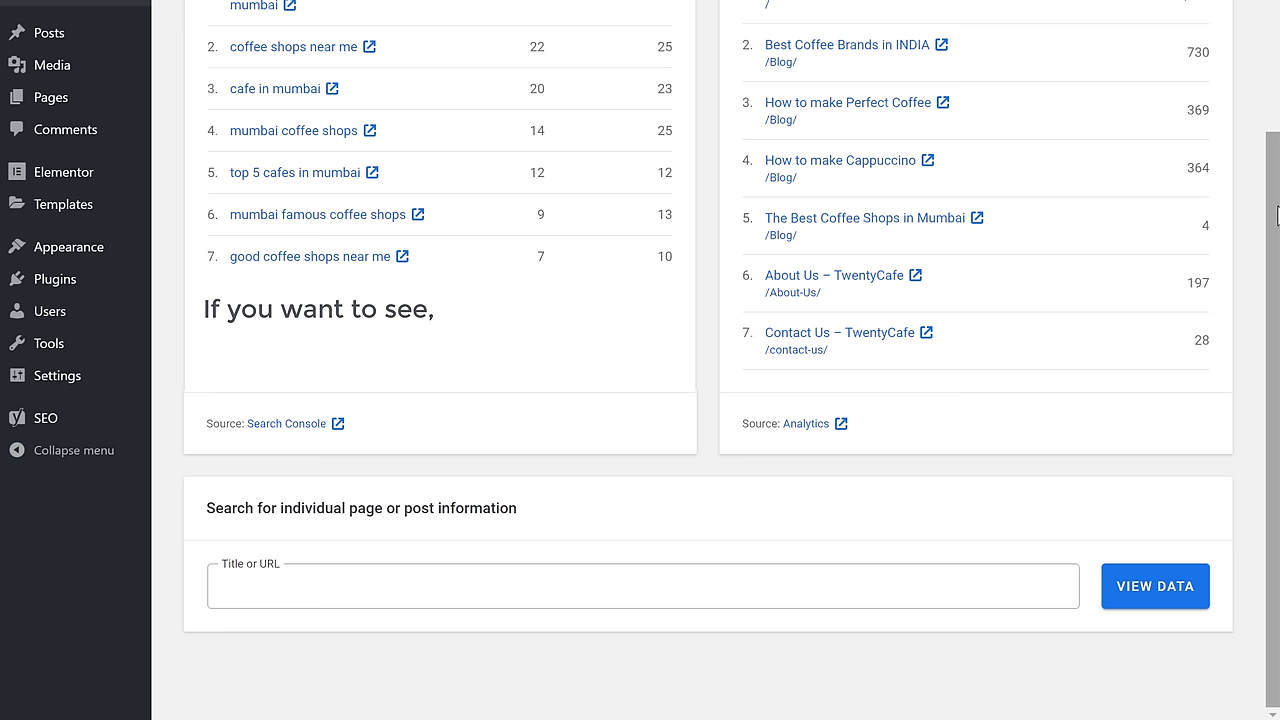 Posts
Media
Pages
Comments
Elementor
Templates
Appearance
Plugins
Users
Tools
Settings
SEO
Collapse menu
mumbai
2. coffee shops near me 22 25
3. cafe in mumbai 20 23
4. mumbai coffee shops 14 25
5. top 5 cafes in mumbai 12 12
6. mumbai famous coffee shops 9 13
7. good coffee shops near me 7 10
If you want to see,
Source: Search Console
/
2. Best Coffee Brands in INDIA 730
/Blog/
3. How to make Perfect Coffee 369
/Blog/
4. How to make Cappuccino 364
/Blog/
5. The Best Coffee Shops in Mumbai 4
/Blog/
6. About Us – TwentyCafe 197
/About-Us/
7. Contact Us – TwentyCafe 28
/contact-us/
Source: Analytics
Search for individual page or post information
Title or URL
VIEW DATA